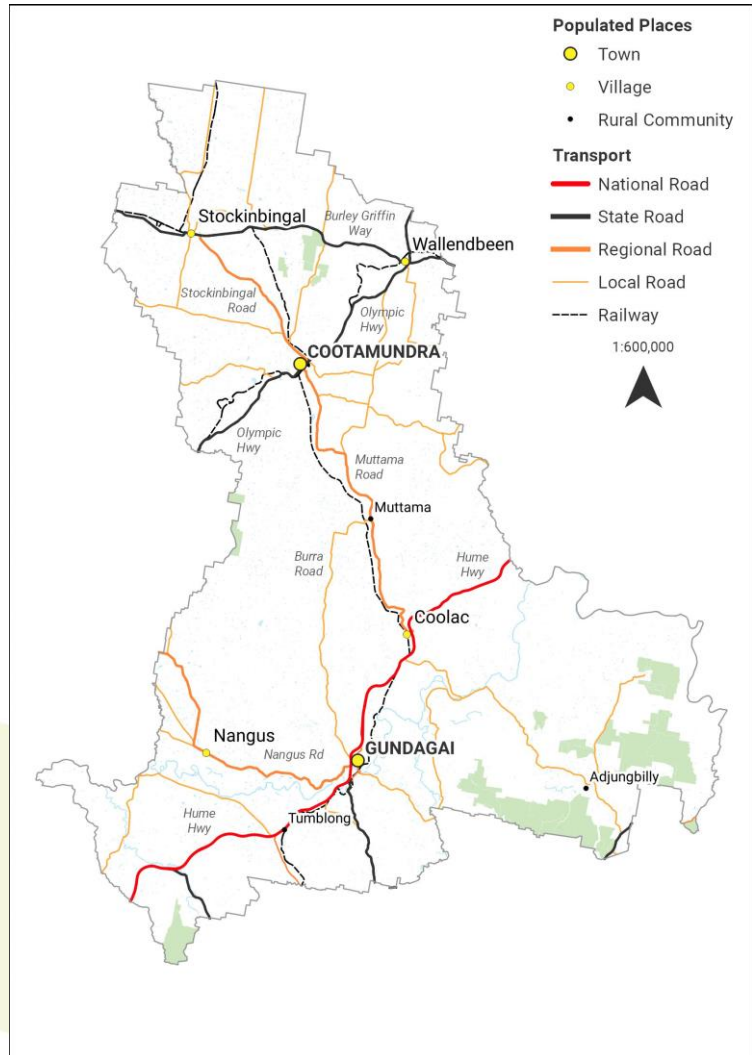 Populated Places
Town
Village
Rural Community
Transport
National Road
State Road
Regional Road
Local Road
Railway
1:600,000
Stockinbingal
Burley Griffin
Way
Wallendbeen
Stockinbingal
Road
Olympic
Hwy
COOTAMUNDRA
Olympic
Hwy
Muttama
Road
Muttama
Burra
Road
Hume
Hwy
Coolac
Nangus
Nangus Rd
GUNDAGAI
Adjungbilly
Hume
Hwy
Tumblong